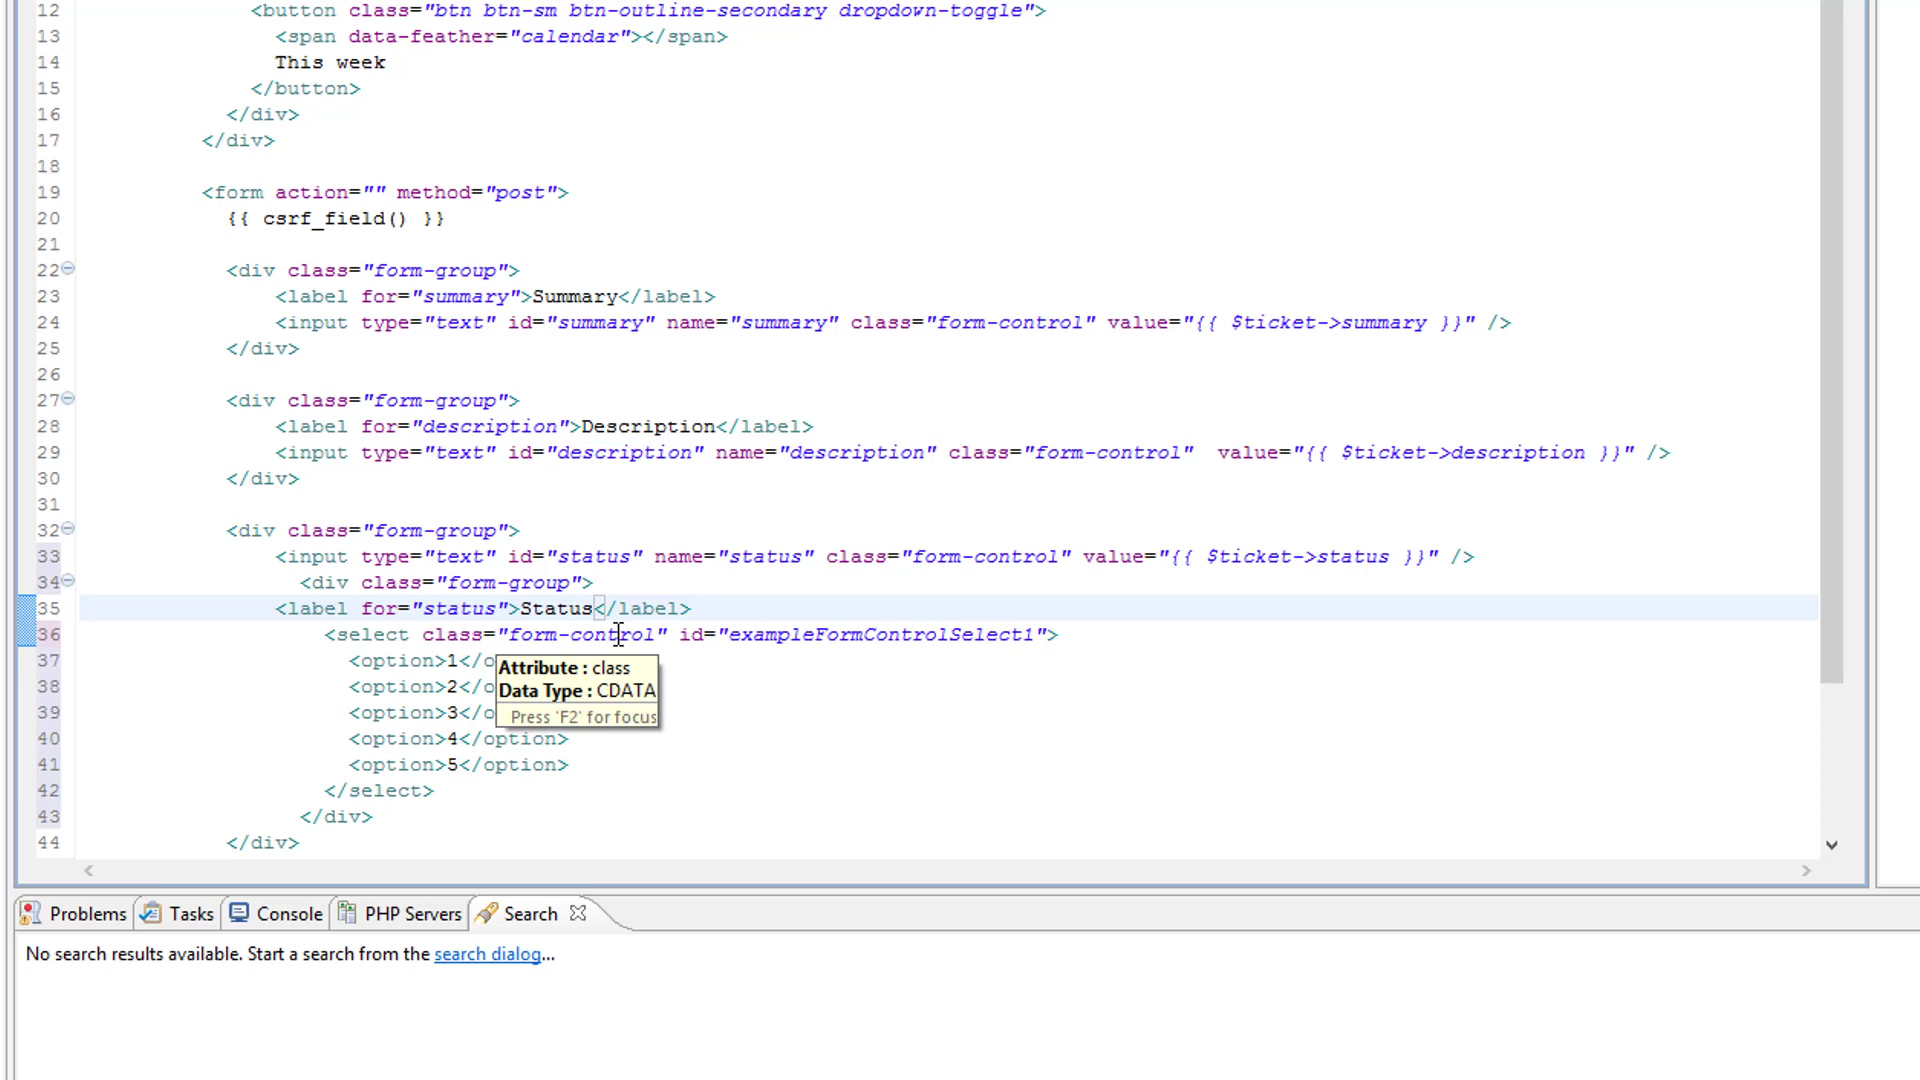 12 <button class="btn btn-sm btn-outline-secondary dropdown-toggle">
13 <span data-feather="calendar"></span>
14 This week
15 </button>
16 </div>
17 </div>
18
19 <form action="" method="post">
20 {{ csrf_field() }}
21
22 <div class="form-group">
23 <label for="summary">Summary</label>
24 <input type="text" id="summary" name="summary" class="form-control" value="{{ $ticket->summary }}" />
25 </div>
26
27 <div class="form-group">
28 <label for="description">Description</label>
29 <input type="text" id="description" name="description" class="form-control"  value="{{ $ticket->description }}" />
30 </div>
31
32 <div class="form-group">
33 <input type="text" id="status" name="status" class="form-control" value="{{ $ticket->status }}" />
34 <div class="form-group">
35 <label for="status">Status</label>
36 <select class="form-control" id="exampleFormControlSelect1">
37 <option>1</o
38 <option>2</o
39 <option>3</o
40 <option>4</option>
41 <option>5</option>
42 </select>
43 </div>
44 </div>
Attribute : class
Data Type : CDATA
Press 'F2' for focus
Problems Tasks Console PHP Servers Search
No search results available. Start a search from the search dialog...